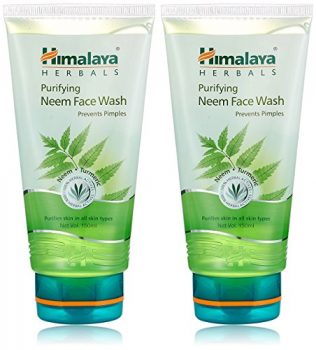 Himalaya
HERBALS
Purifying
Neem Face Wash
Prevents Pimples
Neem • Turmeric
Purifies skin in all skin types
Net Vol. 150ml
Himalaya
HERBALS
Purifying
Neem Face Wash
Prevents Pimples
Neem • Turmeric
Purifies skin in all skin types
Net Vol. 150ml